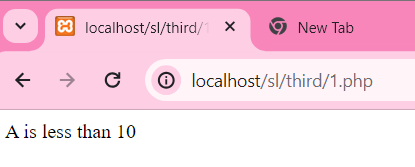 localhost/sl/third/1
New Tab
localhost/sl/third/1.php
A is less than 10